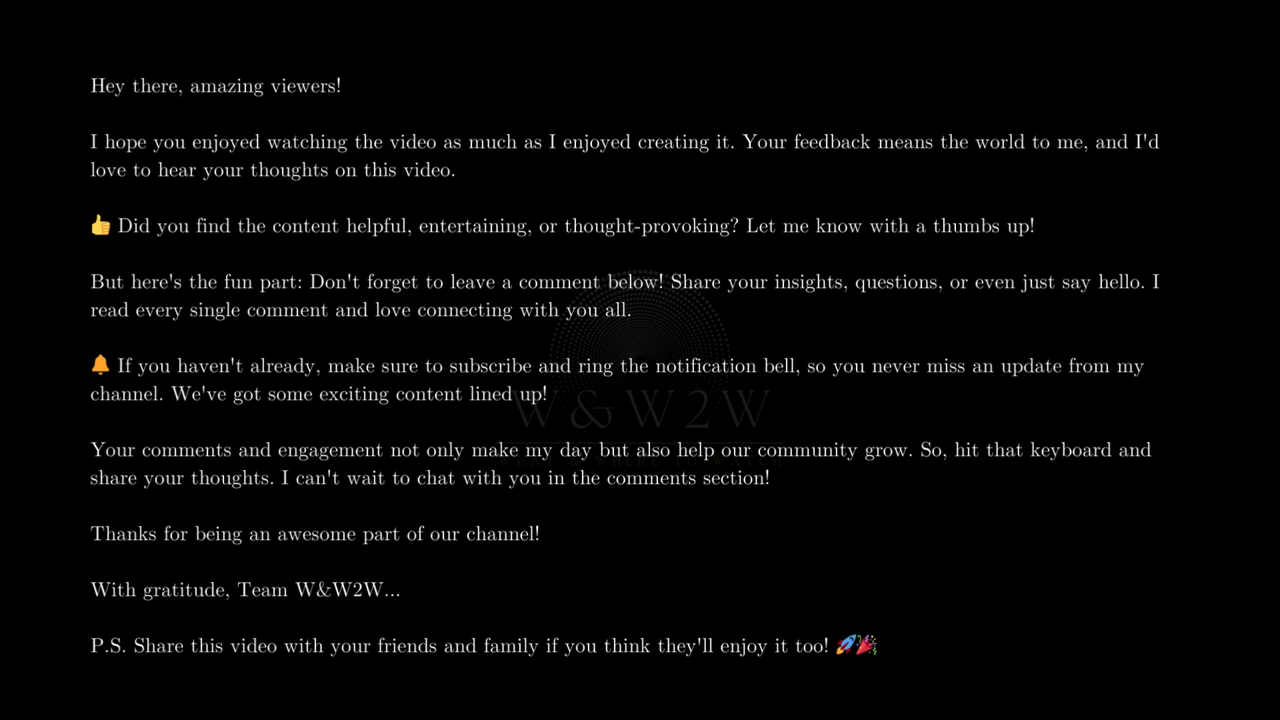 Hey there, amazing viewers!
I hope you enjoyed watching the video as much as I enjoyed creating it. Your feedback means the world to me, and I'd
love to hear your thoughts on this video.
👍 Did you find the content helpful, entertaining, or thought-provoking? Let me know with a thumbs up!
But here's the fun part: Don't forget to leave a comment below! Share your insights, questions, or even just say hello. I
read every single comment and love connecting with you all.
🔔 If you haven't already, make sure to subscribe and ring the notification bell, so you never miss an update from my
channel. We've got some exciting content lined up!
W&W2W
Your comments and engagement not only make my day but also help our community grow. So, hit that keyboard and
share your thoughts. I can't wait to chat with you in the comments section!
Thanks for being an awesome part of our channel!
With gratitude, Team W&W2W...
P.S. Share this video with your friends and family if you think they'll enjoy it too! 🚀🎉